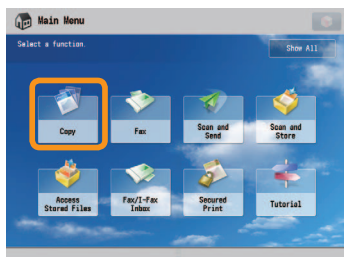 Main Menu
Select a function.
Show All
Copy
Fax
Scan and
Send
Scan and
Store
Access
Stored Files
Fax/I-Fax
Inbox
Secured
Print
Tutorial